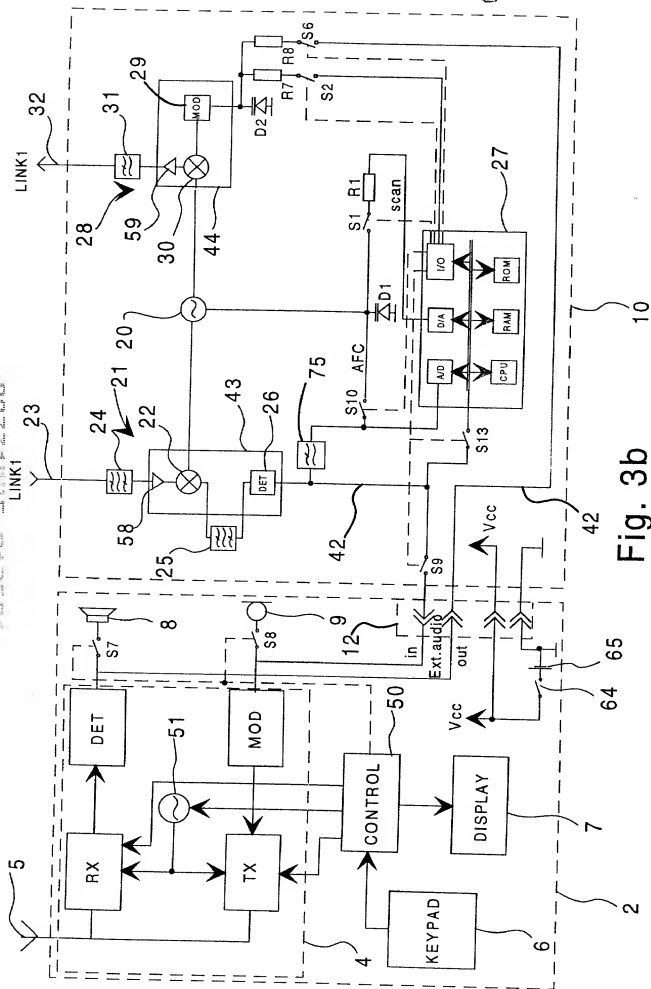 LINK1
32
31
28
59
30
44
29
MOD
D2
R8
S6
R7
S2
LINK1
23
24
21
22
58
25
43
DET
26
20
75
42
AFC
S10
D1
S1
R1
scan
A/D
D/A
I/O
CPU
RAM
ROM
27
S13
S9
42
10
5
RX
DET
51
MOD
TX
S7
8
S8
9
12
in
Ext.audio
out
50
CONTROL
KEYPAD
DISPLAY
4
6
7
2
Vcc
Vcc
64
65
Fig. 3b